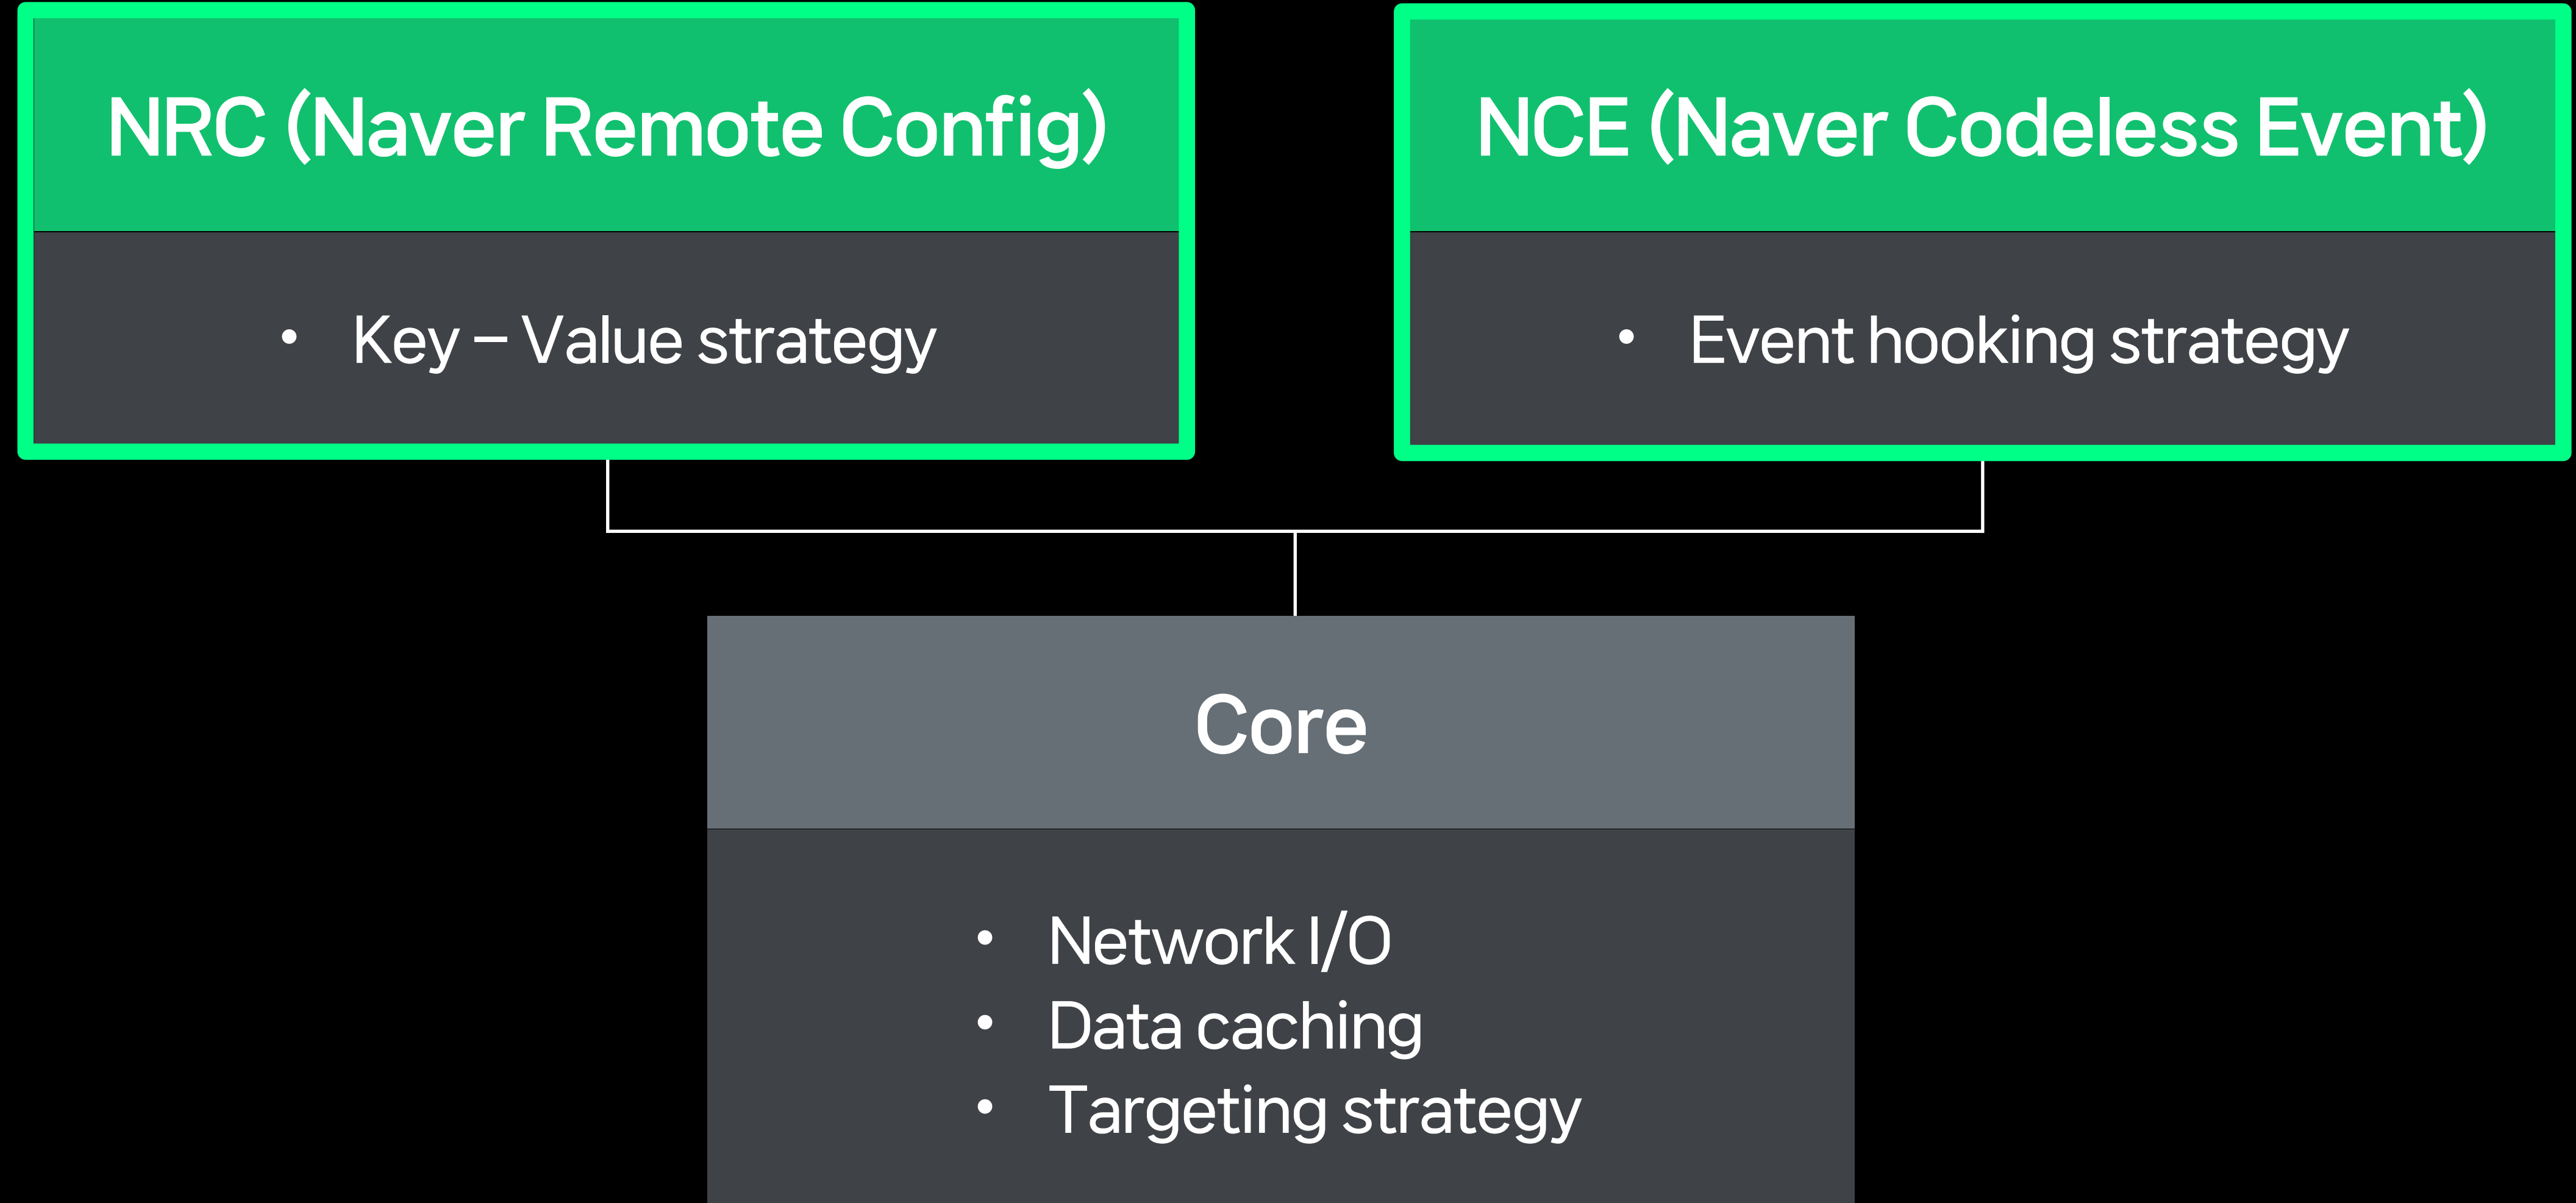 NRC (Naver Remote Config)
• Key – Value strategy
NCE (Naver Codeless Event)
• Event hooking strategy
Core
• Network I/O
• Data caching
• Targeting strategy